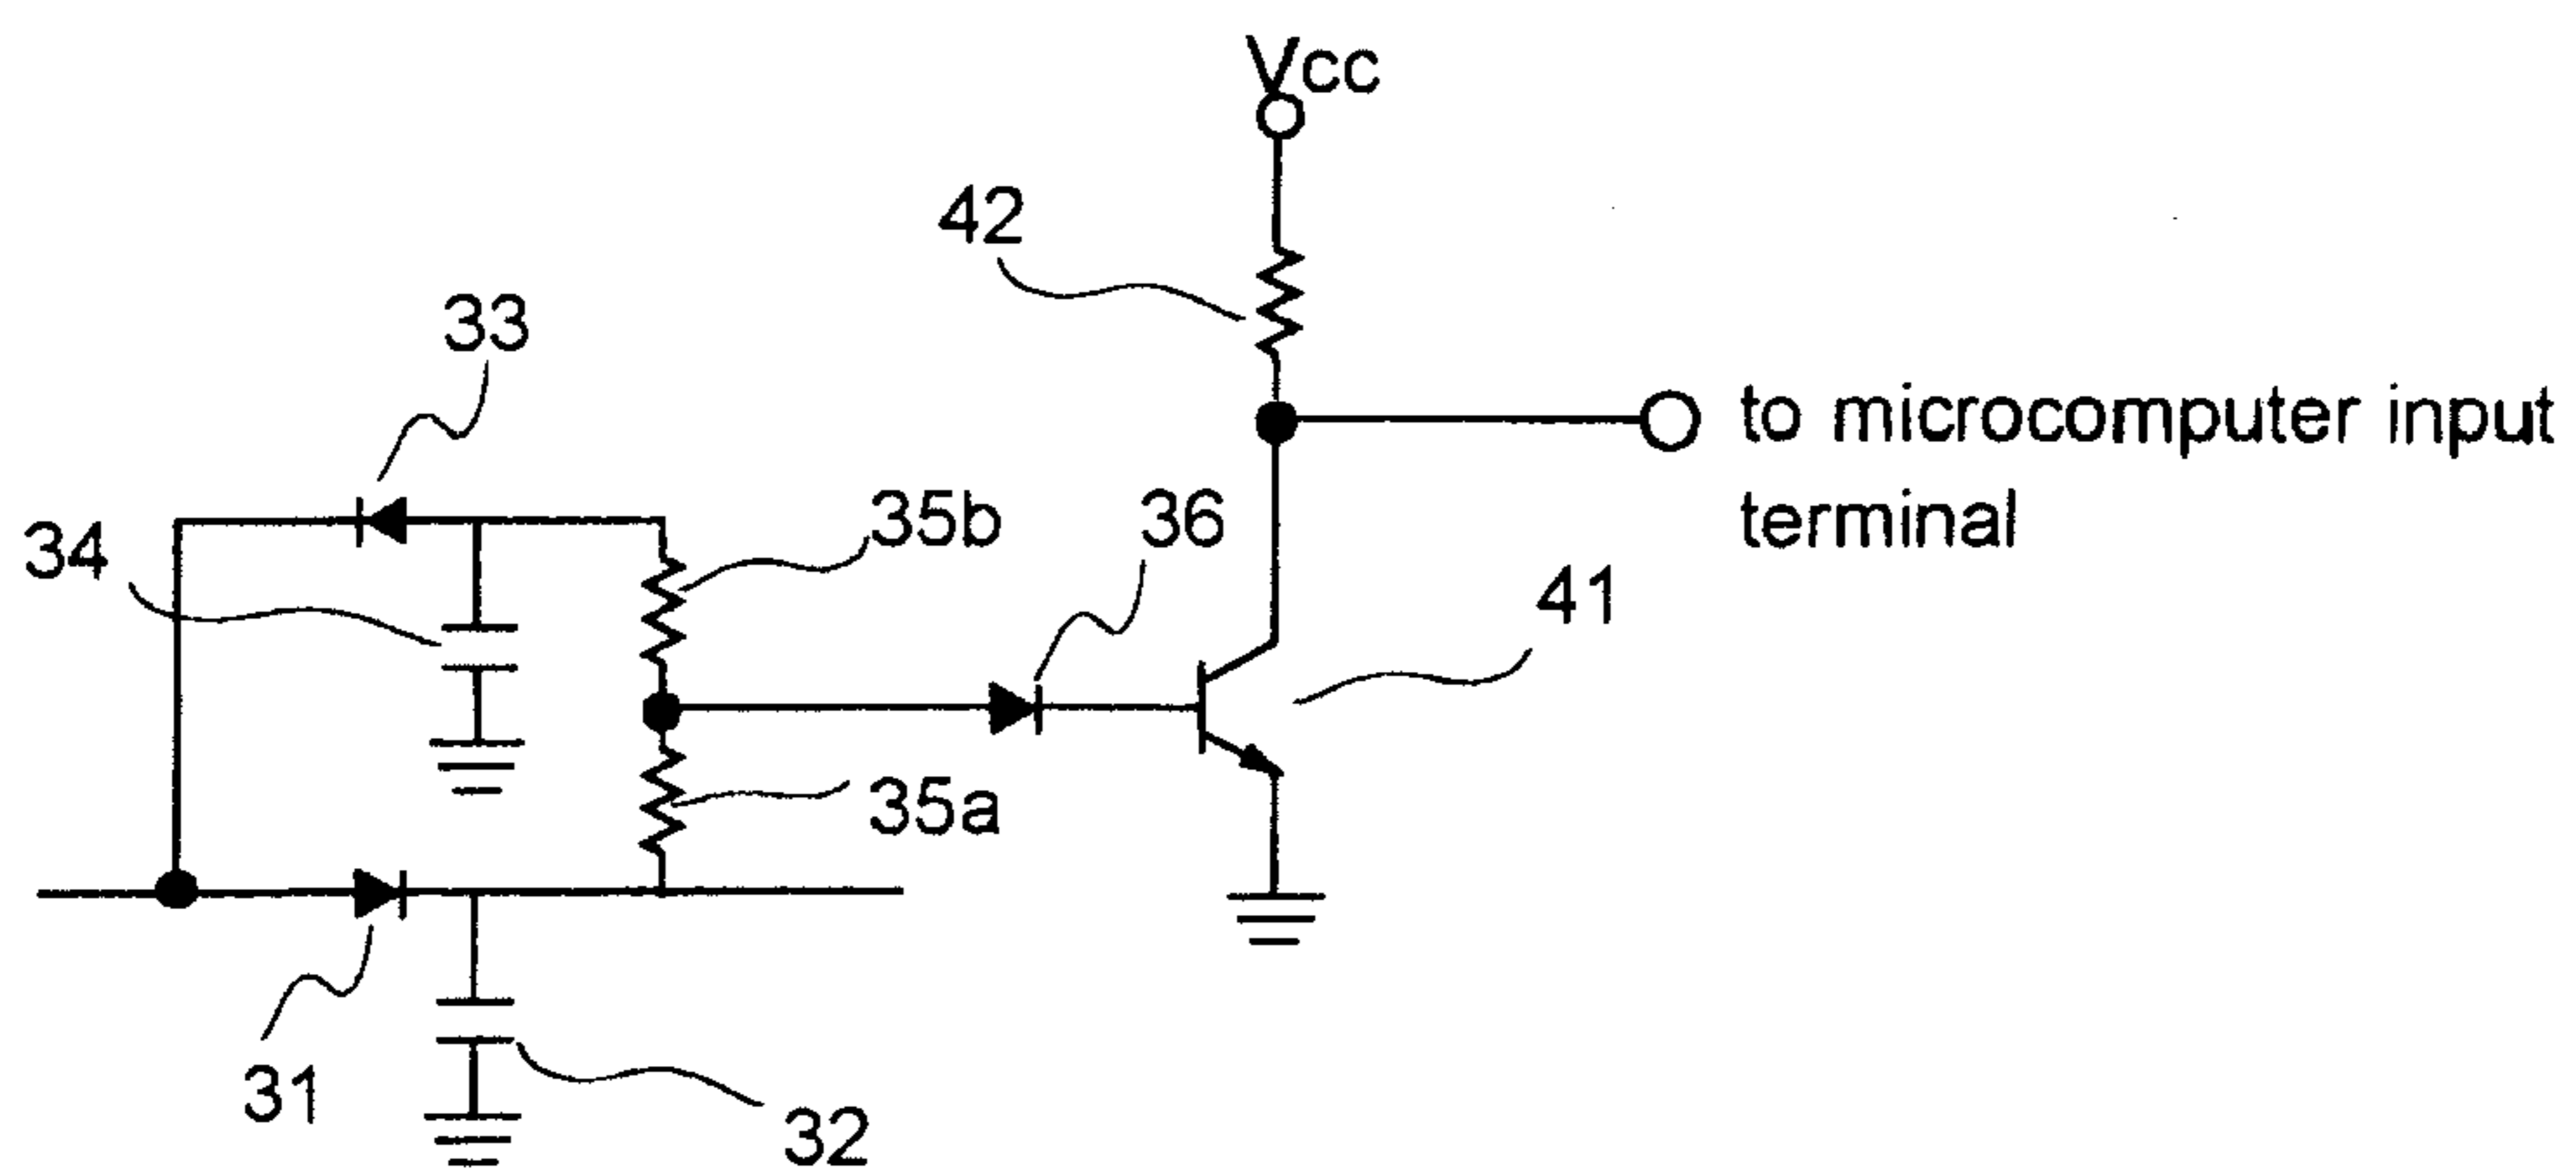 Vcc
42
33
to microcomputer input
terminal
34
35b
36
41
35a
31
32